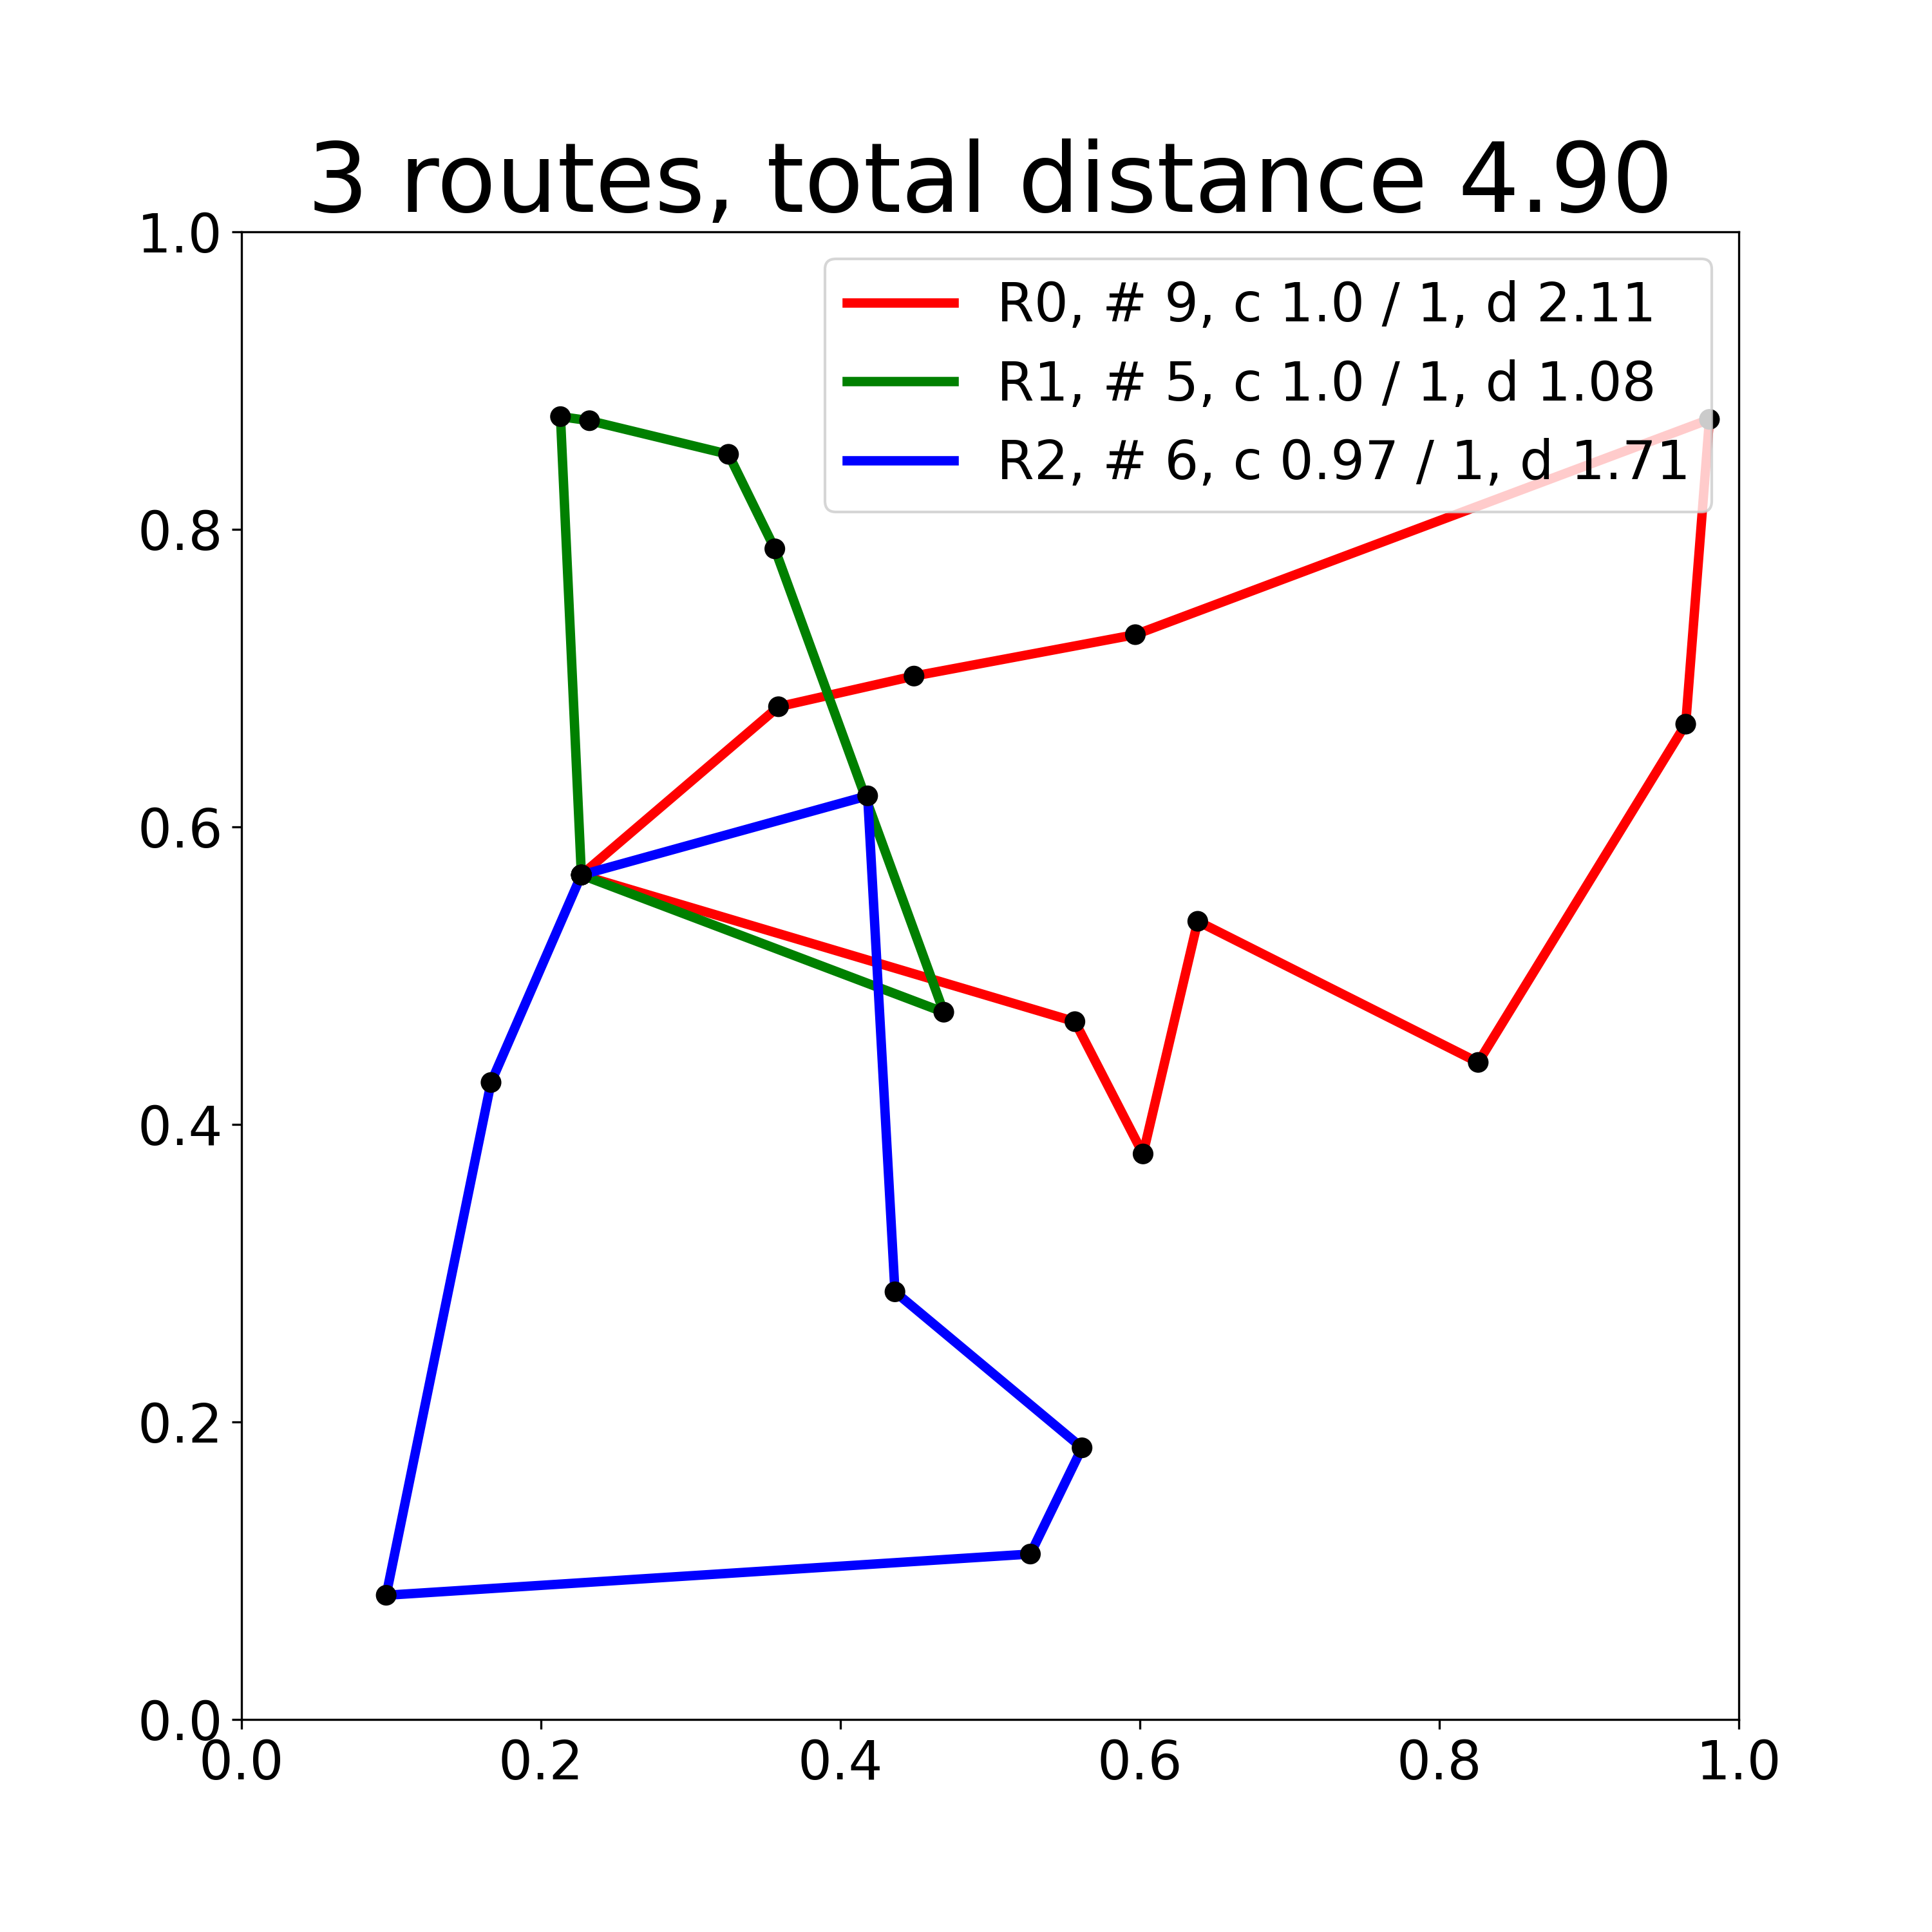 3 routes, total distance 4.90
1.0
R0, # 9, c 1.0 / 1, d 2.11
R1, # 5, c 1.0 / 1, d 1.08
R2, # 6, c 0.97 / 1, d 1.71
0.8
0.6
0.4
0.2
0.0
0.0 0.2 0.4 0.6 0.8 1.0